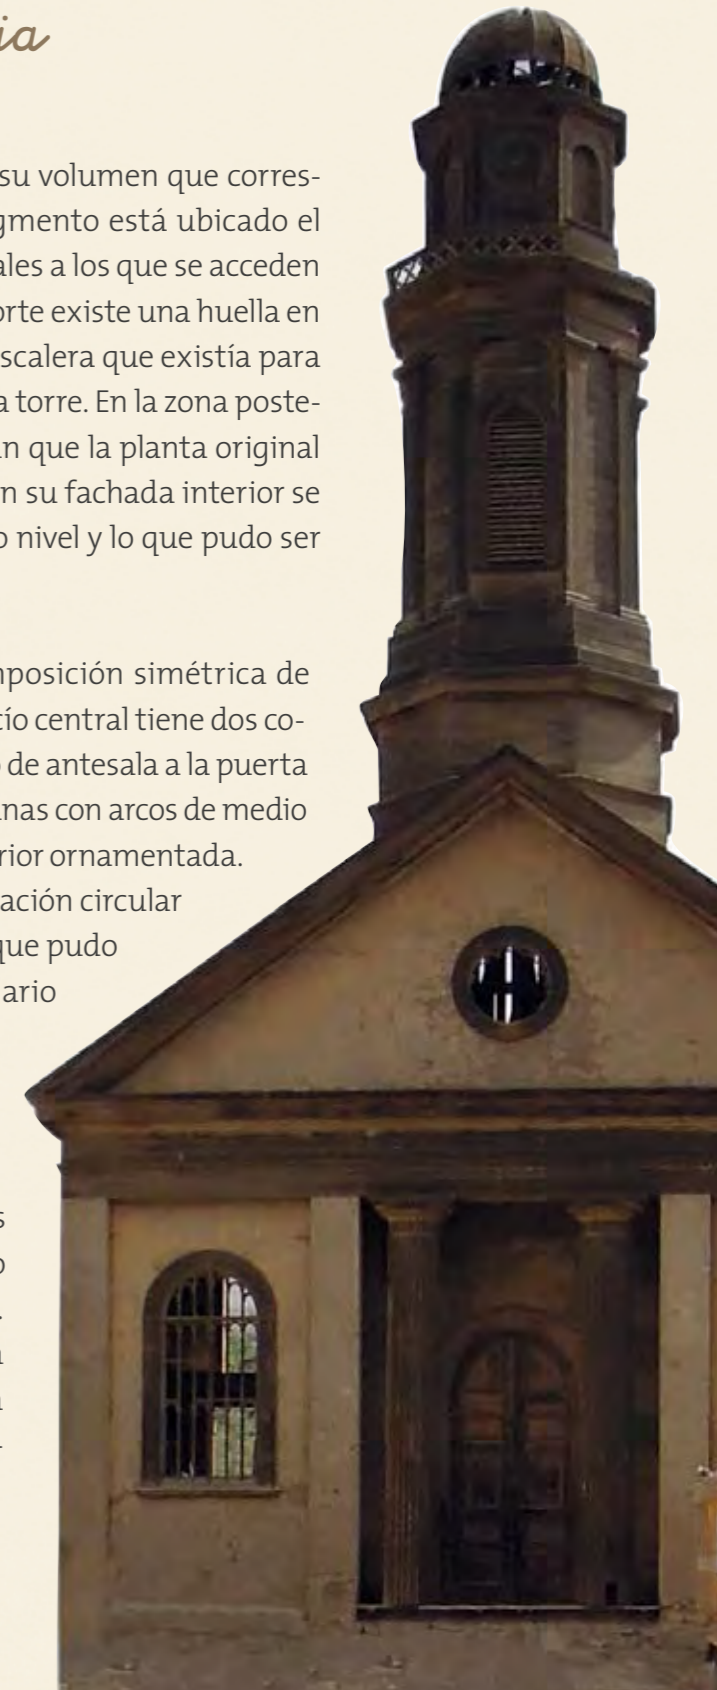 ia
su volumen que corres-
gmento está ubicado el
ales a los que se acceden
orte existe una huella en
scalera que existía para
a torre. En la zona poste-
n que la planta original
n su fachada interior se
o nivel y lo que pudo ser
mposición simétrica de
cío central tiene dos co-
o de antesala a la puerta
anas con arcos de medio
rior ornamentada.
ación circular
que pudo
ario
s
o
.
a
a
-